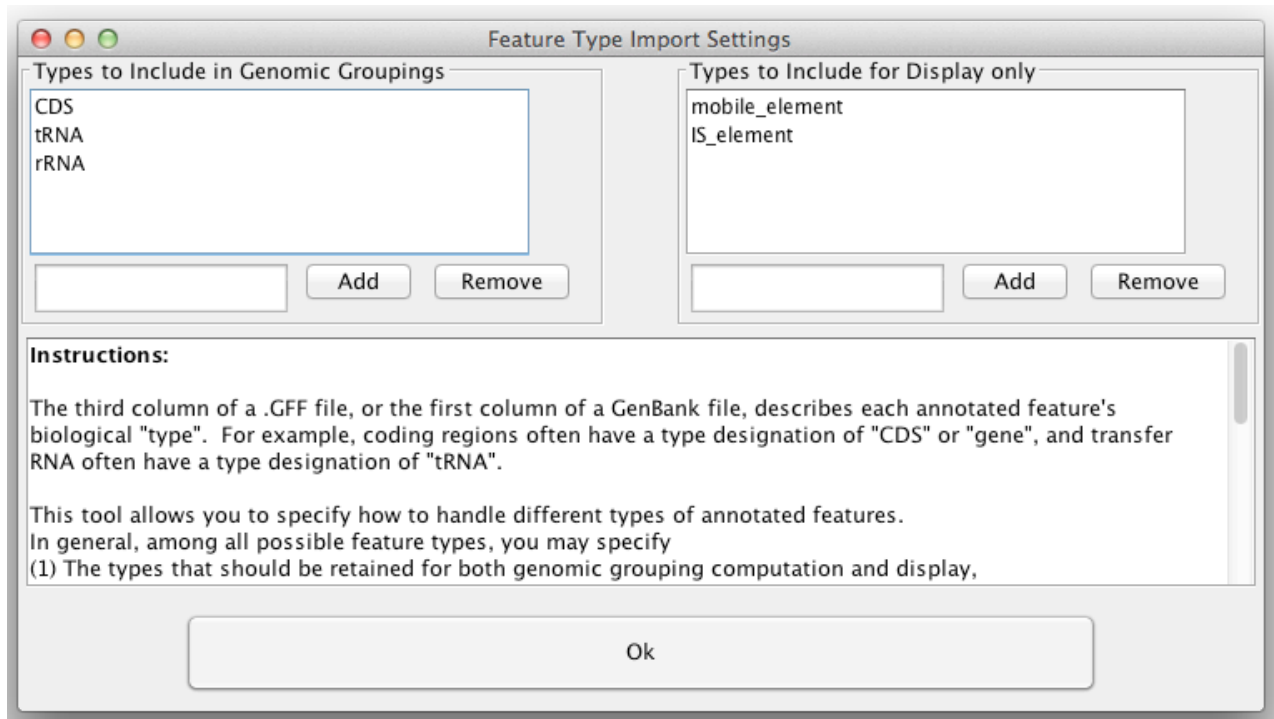 Feature Type Import Settings
Types to Include in Genomic Groupings
CDS
tRNA
rRNA
Add Remove
Types to Include for Display only
mobile_element
IS_element
Add Remove
Instructions:
The third column of a .GFF file, or the first column of a GenBank file, describes each annotated feature's
biological "type".  For example, coding regions often have a type designation of "CDS" or "gene", and transfer
RNA often have a type designation of "tRNA".
This tool allows you to specify how to handle different types of annotated features.
In general, among all possible feature types, you may specify
(1) The types that should be retained for both genomic grouping computation and display,
Ok